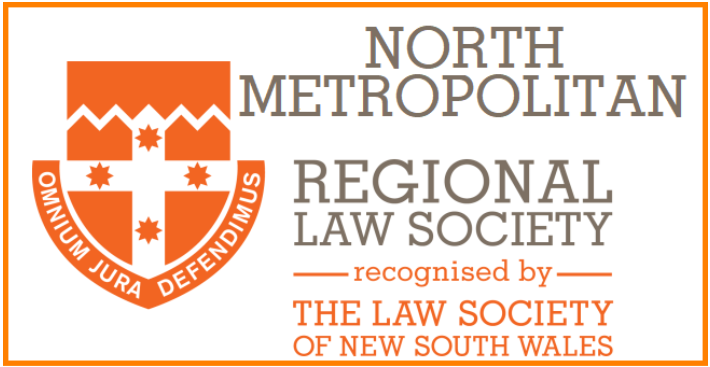 NORTH
METROPOLITAN
REGIONAL
LAW SOCIETY
recognised by
THE LAW SOCIETY
OF NEW SOUTH WALES
OMNIUM JURA DEFENDIMUS